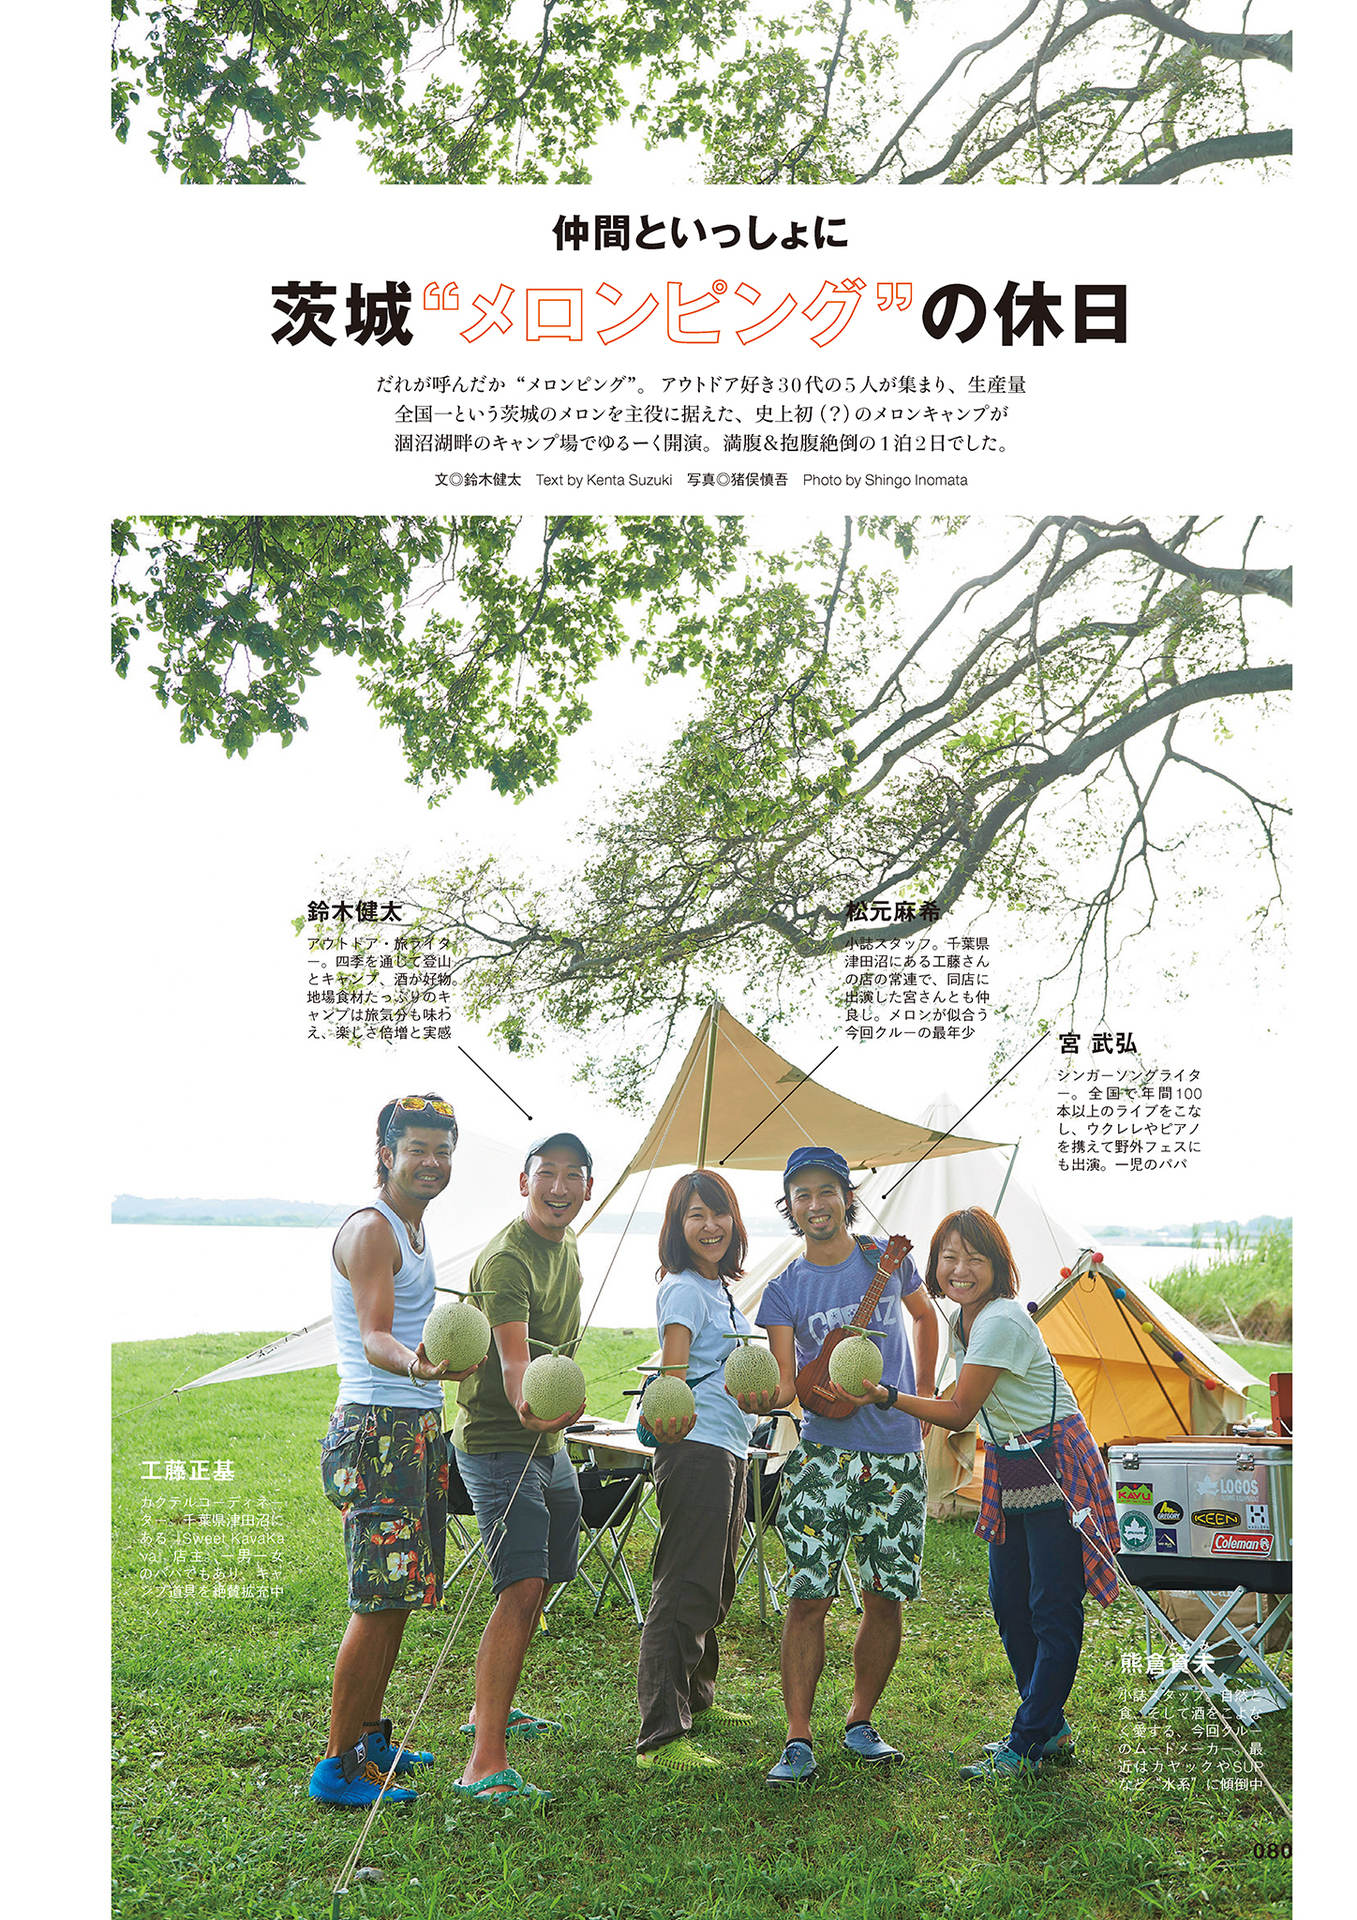 仲間といっしょに
茨城“メロンピング”の休日
だれが呼んだか“メロンピング”。アウトドア好き30代の5人が集まり、生産量
全国一という茨城のメロンを主役に据えた、史上初（？）のメロンキャンプが
涸沼湖畔のキャンプ場でゆるーく開演。満腹＆抱腹絶倒の1泊2日でした。
文◎鈴木健太　Text by Kenta Suzuki　写真◎猪俣慎吾　Photo by Shingo Inomata
鈴木健太
アウトドア・旅ライタ
ー。四季を通じて登山
とキャンプ、酒が好物。
地場食材たっぷりのキ
ャンプは旅気分も味わ
え、楽しさ倍増と実感
松元麻希
小誌スタッフ。千葉県
津田沼にある工藤さん
の店の常連で、同店に
出演した宮さんとも仲
良し。メロンが似合う
今回クルーの最年少
宮 武弘
シンガーソングライタ
ー。全国で年間100
本以上のライブをこな
し、ウクレレやピアノ
を携えて野外フェスに
も出演。一児のパパ
工藤正基
カクテルコーディネー
ター。千葉県津田沼に
ある「Sweet Kavaka
va」店主。一男一女
のパパでもあり、キャ
ンプ道具を絶賛拡充中
LOGOS
KAVU
GREGORY
KEEN
Coleman
熊倉資未
小誌スタッフ。自然と
食、そして酒をこよな
く愛する、今回クルー
のムードメーカー。最
近はカヤックやSUP
など“水系”に傾倒中
080